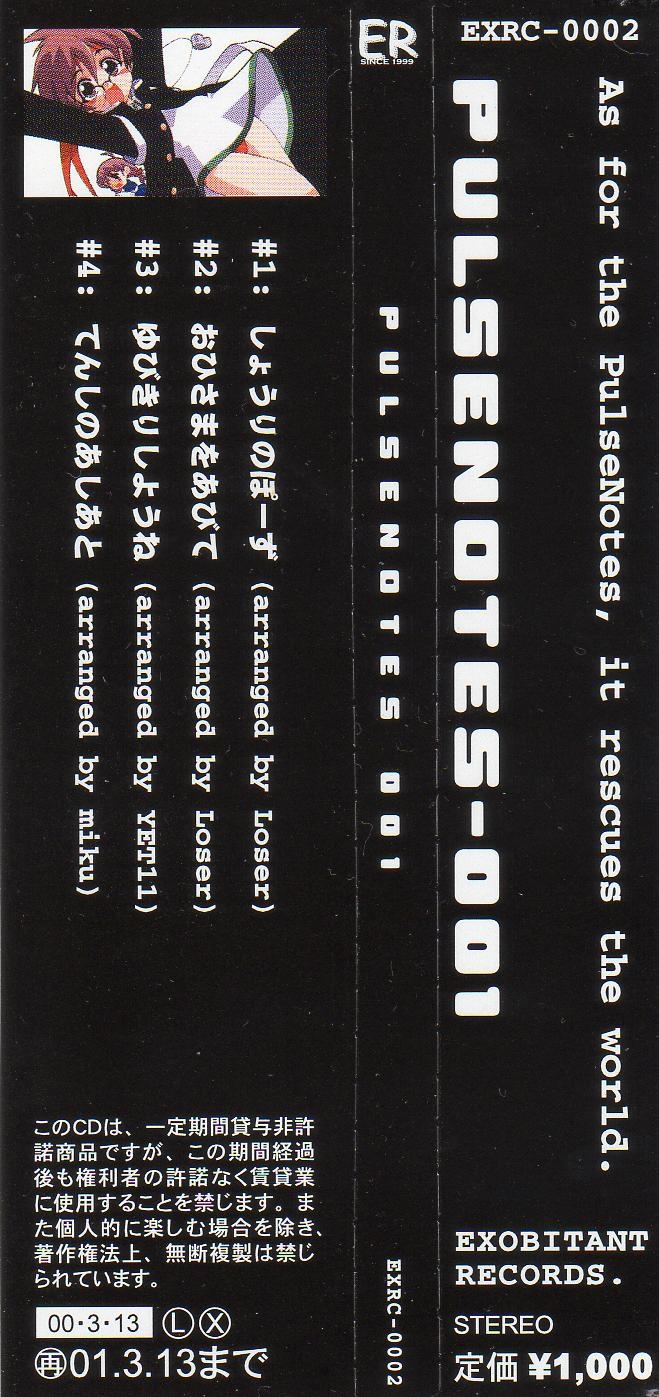 EXRC-0002
As for the PulseNotes, it rescues the world.
PULSENOTES-001
EXOBITANT
RECORDS.
STEREO
定価 ¥1,000
ER
SINCE 1999
PULSENOTES 001
EXRC-0002
#1: しょうりのぽーず (arranged by Loser)
#2: おひさまをあびて (arranged by Loser)
#3: ゆびきりしようね (arranged by YET11)
#4: てんしのあしあと (arranged by miku)
このCDは、一定期間貸与非許
諾商品ですが、この期間経過
後も権利者の許諾なく賃貸業
に使用することを禁じます。ま
た個人的に楽しむ場合を除き、
著作権法上、無断複製は禁じ
られています。
00・3・13 Ⓛ Ⓧ
㊢01.3.13まで